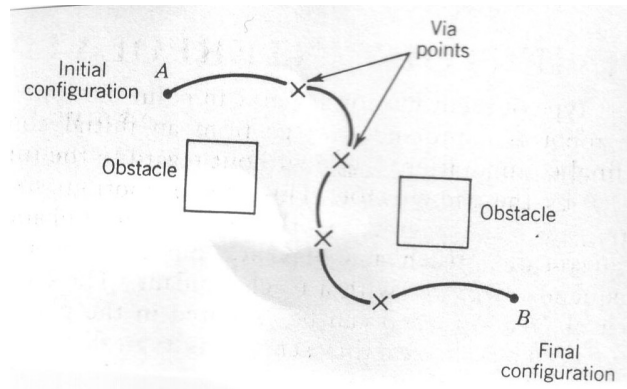 Via
points
Initial
configuration
A
Obstacle
Obstacle
B
Final
configuration